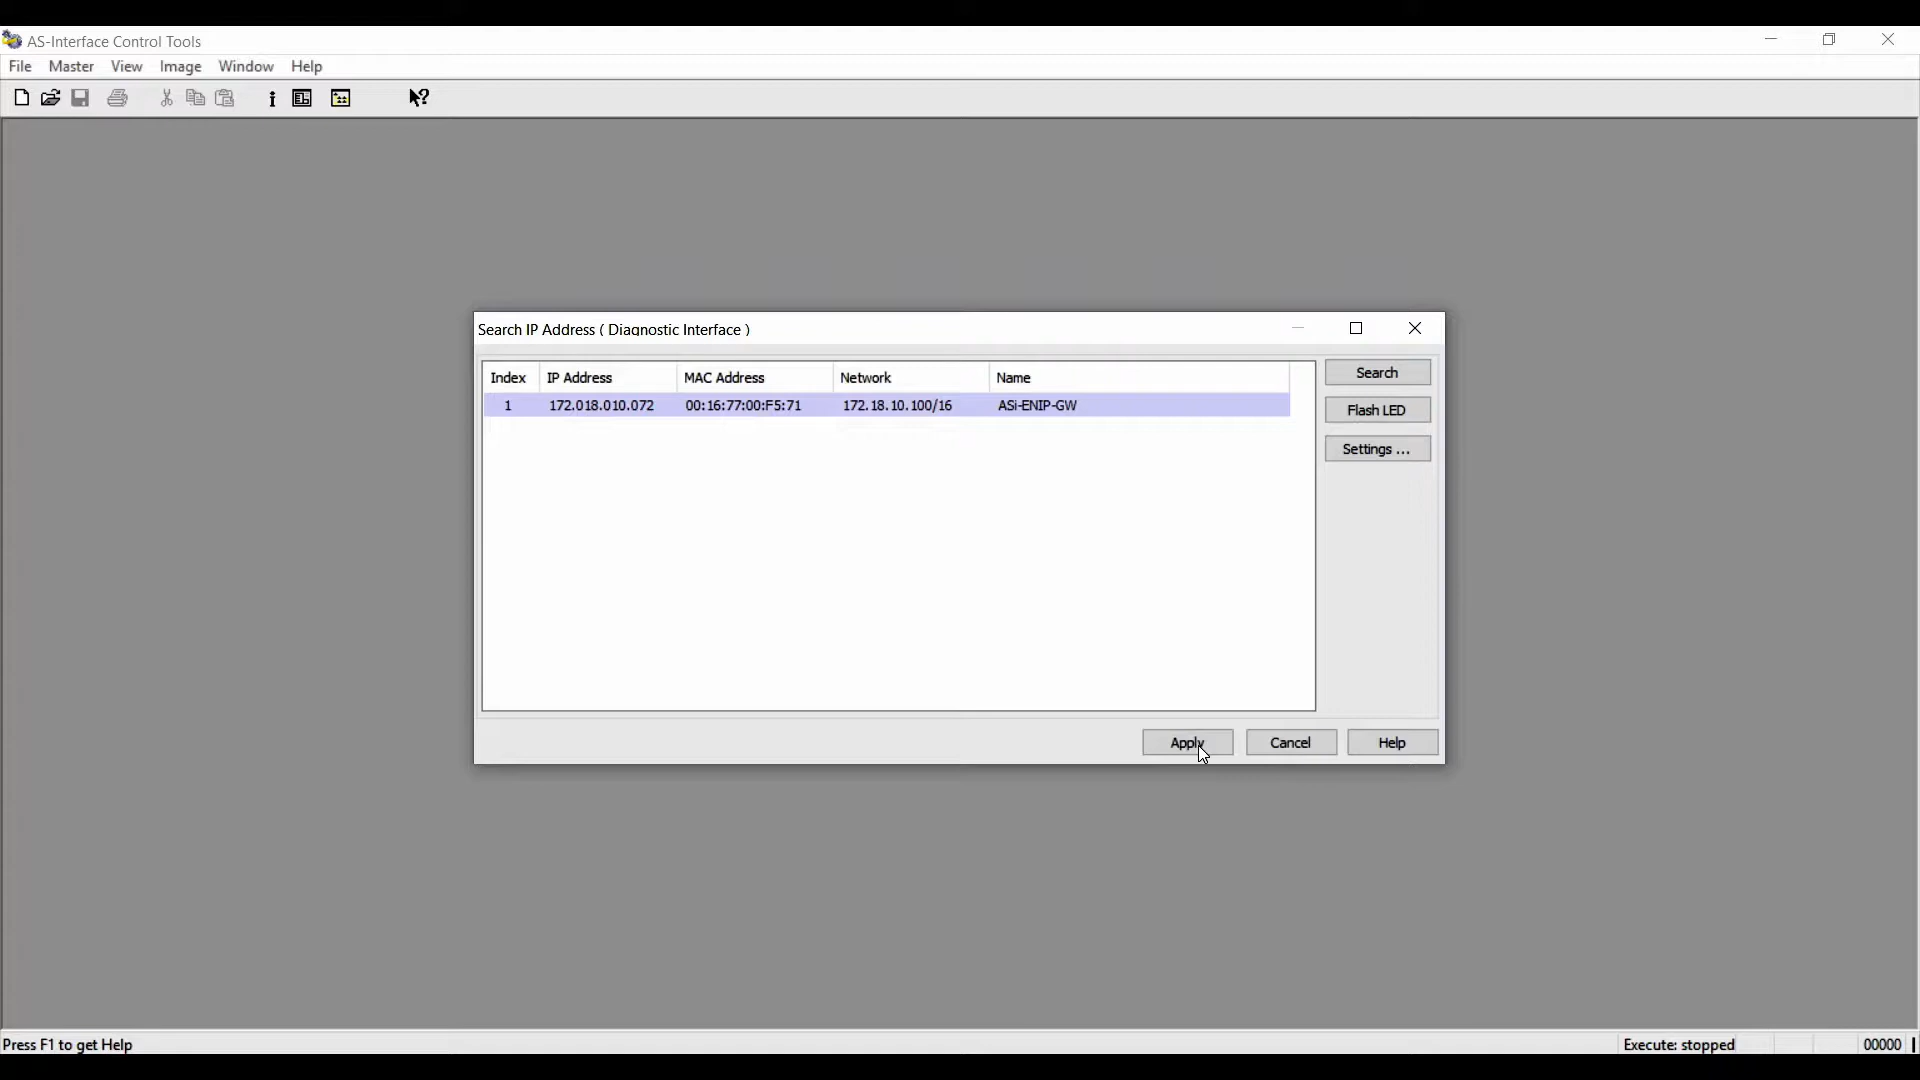 AS-Interface Control Tools
File Master View Image Window Help
Search IP Address ( Diagnostic Interface )
Index IP Address MAC Address Network Name
1 172.018.010.072 00:16:77:00:F5:71 172.18.10.100/16 ASi-ENIP-GW
Search
Flash LED
Settings ...
Apply Cancel Help
Press F1 to get Help Execute: stopped 00000